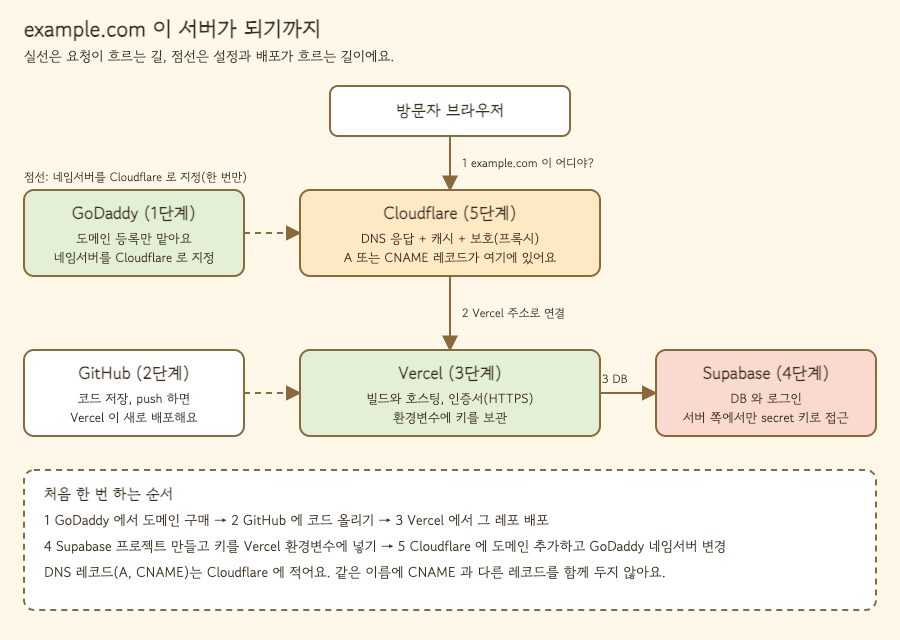 example.com 이 서버가 되기까지
실선은 요청이 흐르는 길, 점선은 설정과 배포가 흐르는 길이에요.
방문자 브라우저
1 example.com 이 어디야?
점선: 네임서버를 Cloudflare 로 지정(한 번만)
GoDaddy (1단계)
도메인 등록만 맡아요
네임서버를 Cloudflare 로 지정
Cloudflare (5단계)
DNS 응답 + 캐시 + 보호(프록시)
A 또는 CNAME 레코드가 여기에 있어요
2 Vercel 주소로 연결
GitHub (2단계)
코드 저장, push 하면
Vercel 이 새로 배포해요
Vercel (3단계)
빌드와 호스팅, 인증서(HTTPS)
환경변수에 키를 보관
3 DB
Supabase (4단계)
DB 와 로그인
서버 쪽에서만 secret 키로 접근
처음 한 번 하는 순서
1 GoDaddy 에서 도메인 구매 → 2 GitHub 에 코드 올리기 → 3 Vercel 에서 그 레포 배포
4 Supabase 프로젝트 만들고 키를 Vercel 환경변수에 넣기 → 5 Cloudflare 에 도메인 추가하고 GoDaddy 네임서버 변경
DNS 레코드(A, CNAME)는 Cloudflare 에 적어요. 같은 이름에 CNAME 과 다른 레코드를 함께 두지 않아요.